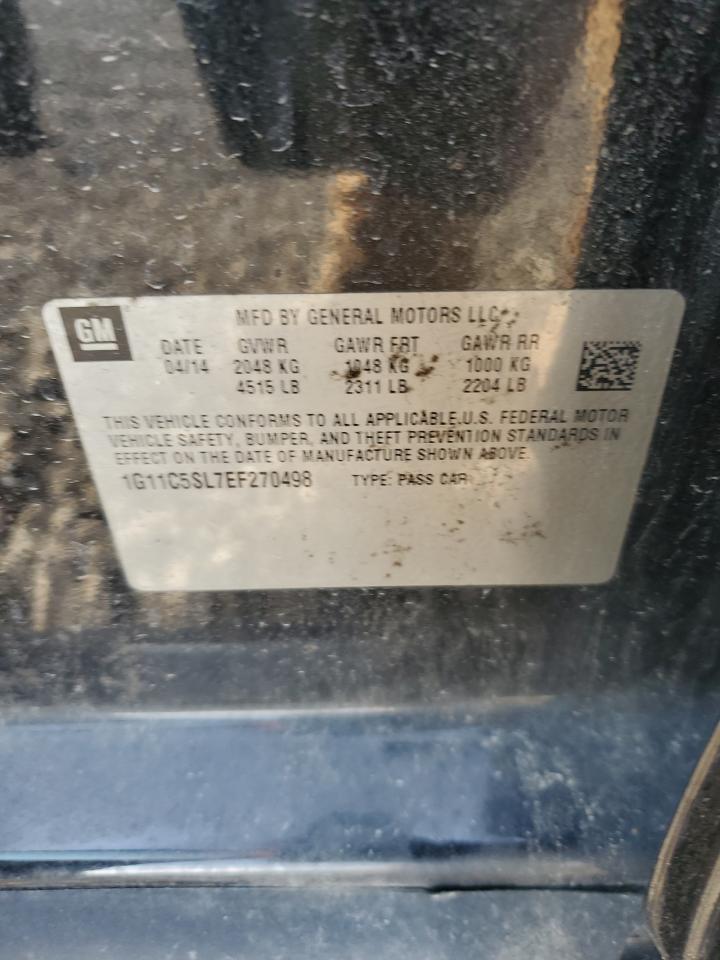 GM
MFD BY GENERAL MOTORS LLC
DATE GVWR GAWR FRT GAWR RR
04/14 2048 KG 1048 KG 1000 KG
4515 LB 2311 LB 2204 LB
THIS VEHICLE CONFORMS TO ALL APPLICABLE U.S. FEDERAL MOTOR
VEHICLE SAFETY, BUMPER, AND THEFT PREVENTION STANDARDS IN
EFFECT ON THE DATE OF MANUFACTURE SHOWN ABOVE.
1G11C5SL7EF270498 TYPE: PASS CAR